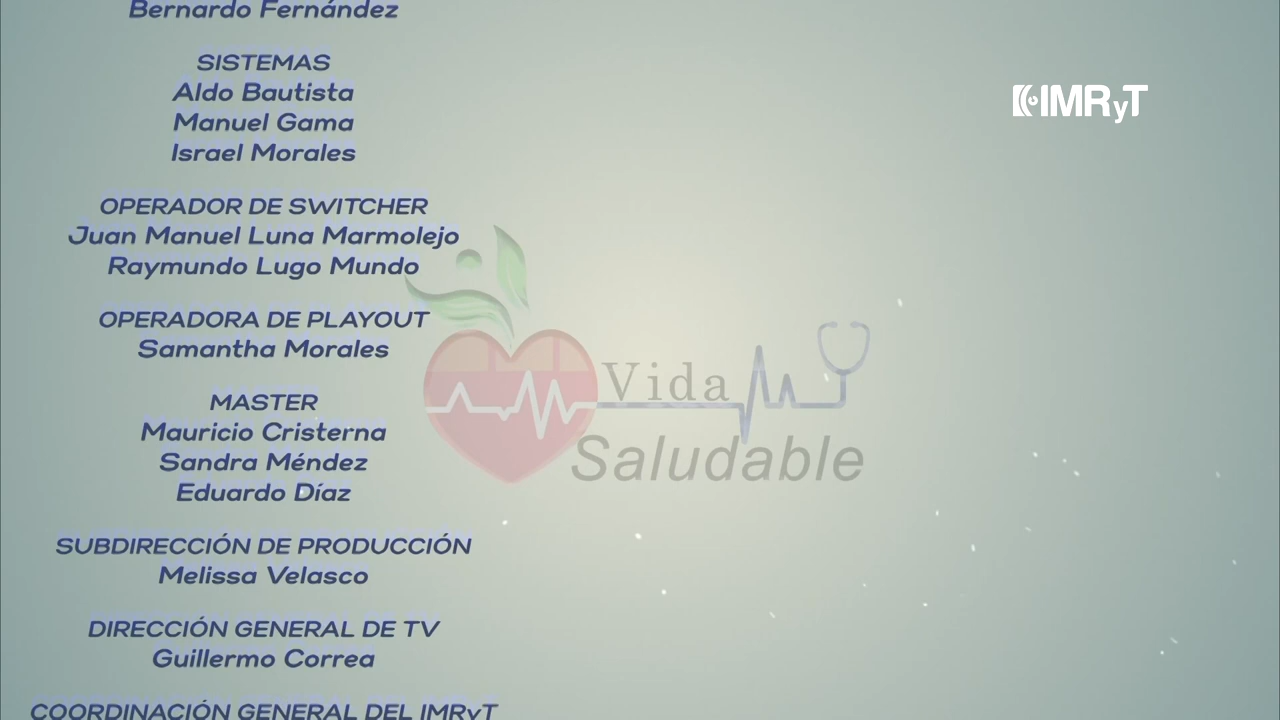 Bernardo Fernández
SISTEMAS
Aldo Bautista
Manuel Gama
Israel Morales
OPERADOR DE SWITCHER
Juan Manuel Luna Marmolejo
Raymundo Lugo Mundo
OPERADORA DE PLAYOUT
Samantha Morales
MASTER
Mauricio Cristerna
Sandra Méndez
Eduardo Díaz
SUBDIRECCIÓN DE PRODUCCIÓN
Melissa Velasco
DIRECCIÓN GENERAL DE TV
Guillermo Correa
COORDINACIÓN GENERAL DEL IMRyT
IMRyT
Vida
Saludable